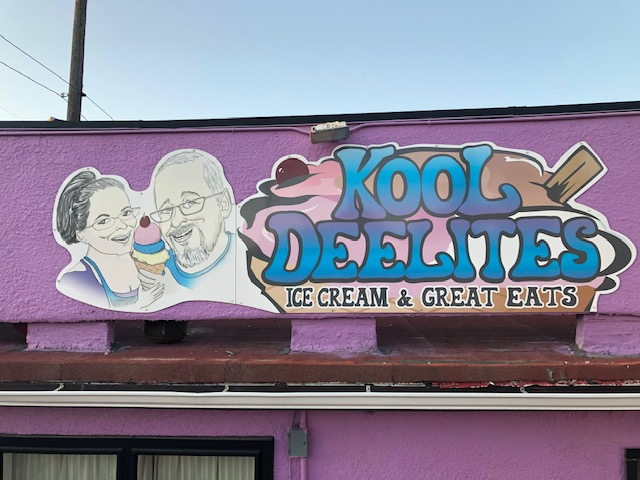 KOOL
DEELITES
ICE CREAM & GREAT EATS